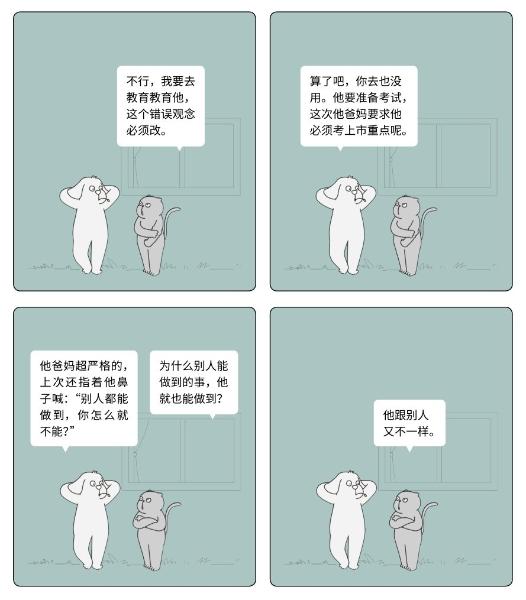 不行，我要去
教育教育他，
这个错误观念
必须改。
算了吧，你去也没
用。他要准备考试，
这次他爸妈要求他
必须考上市重点呢。
他爸妈超严格的，
上次还指着他鼻
子喊：“别人都能
做到，你怎么就
不能？”
为什么别人能
做到的事，他
就也能做到？
他跟别人
又不一样。